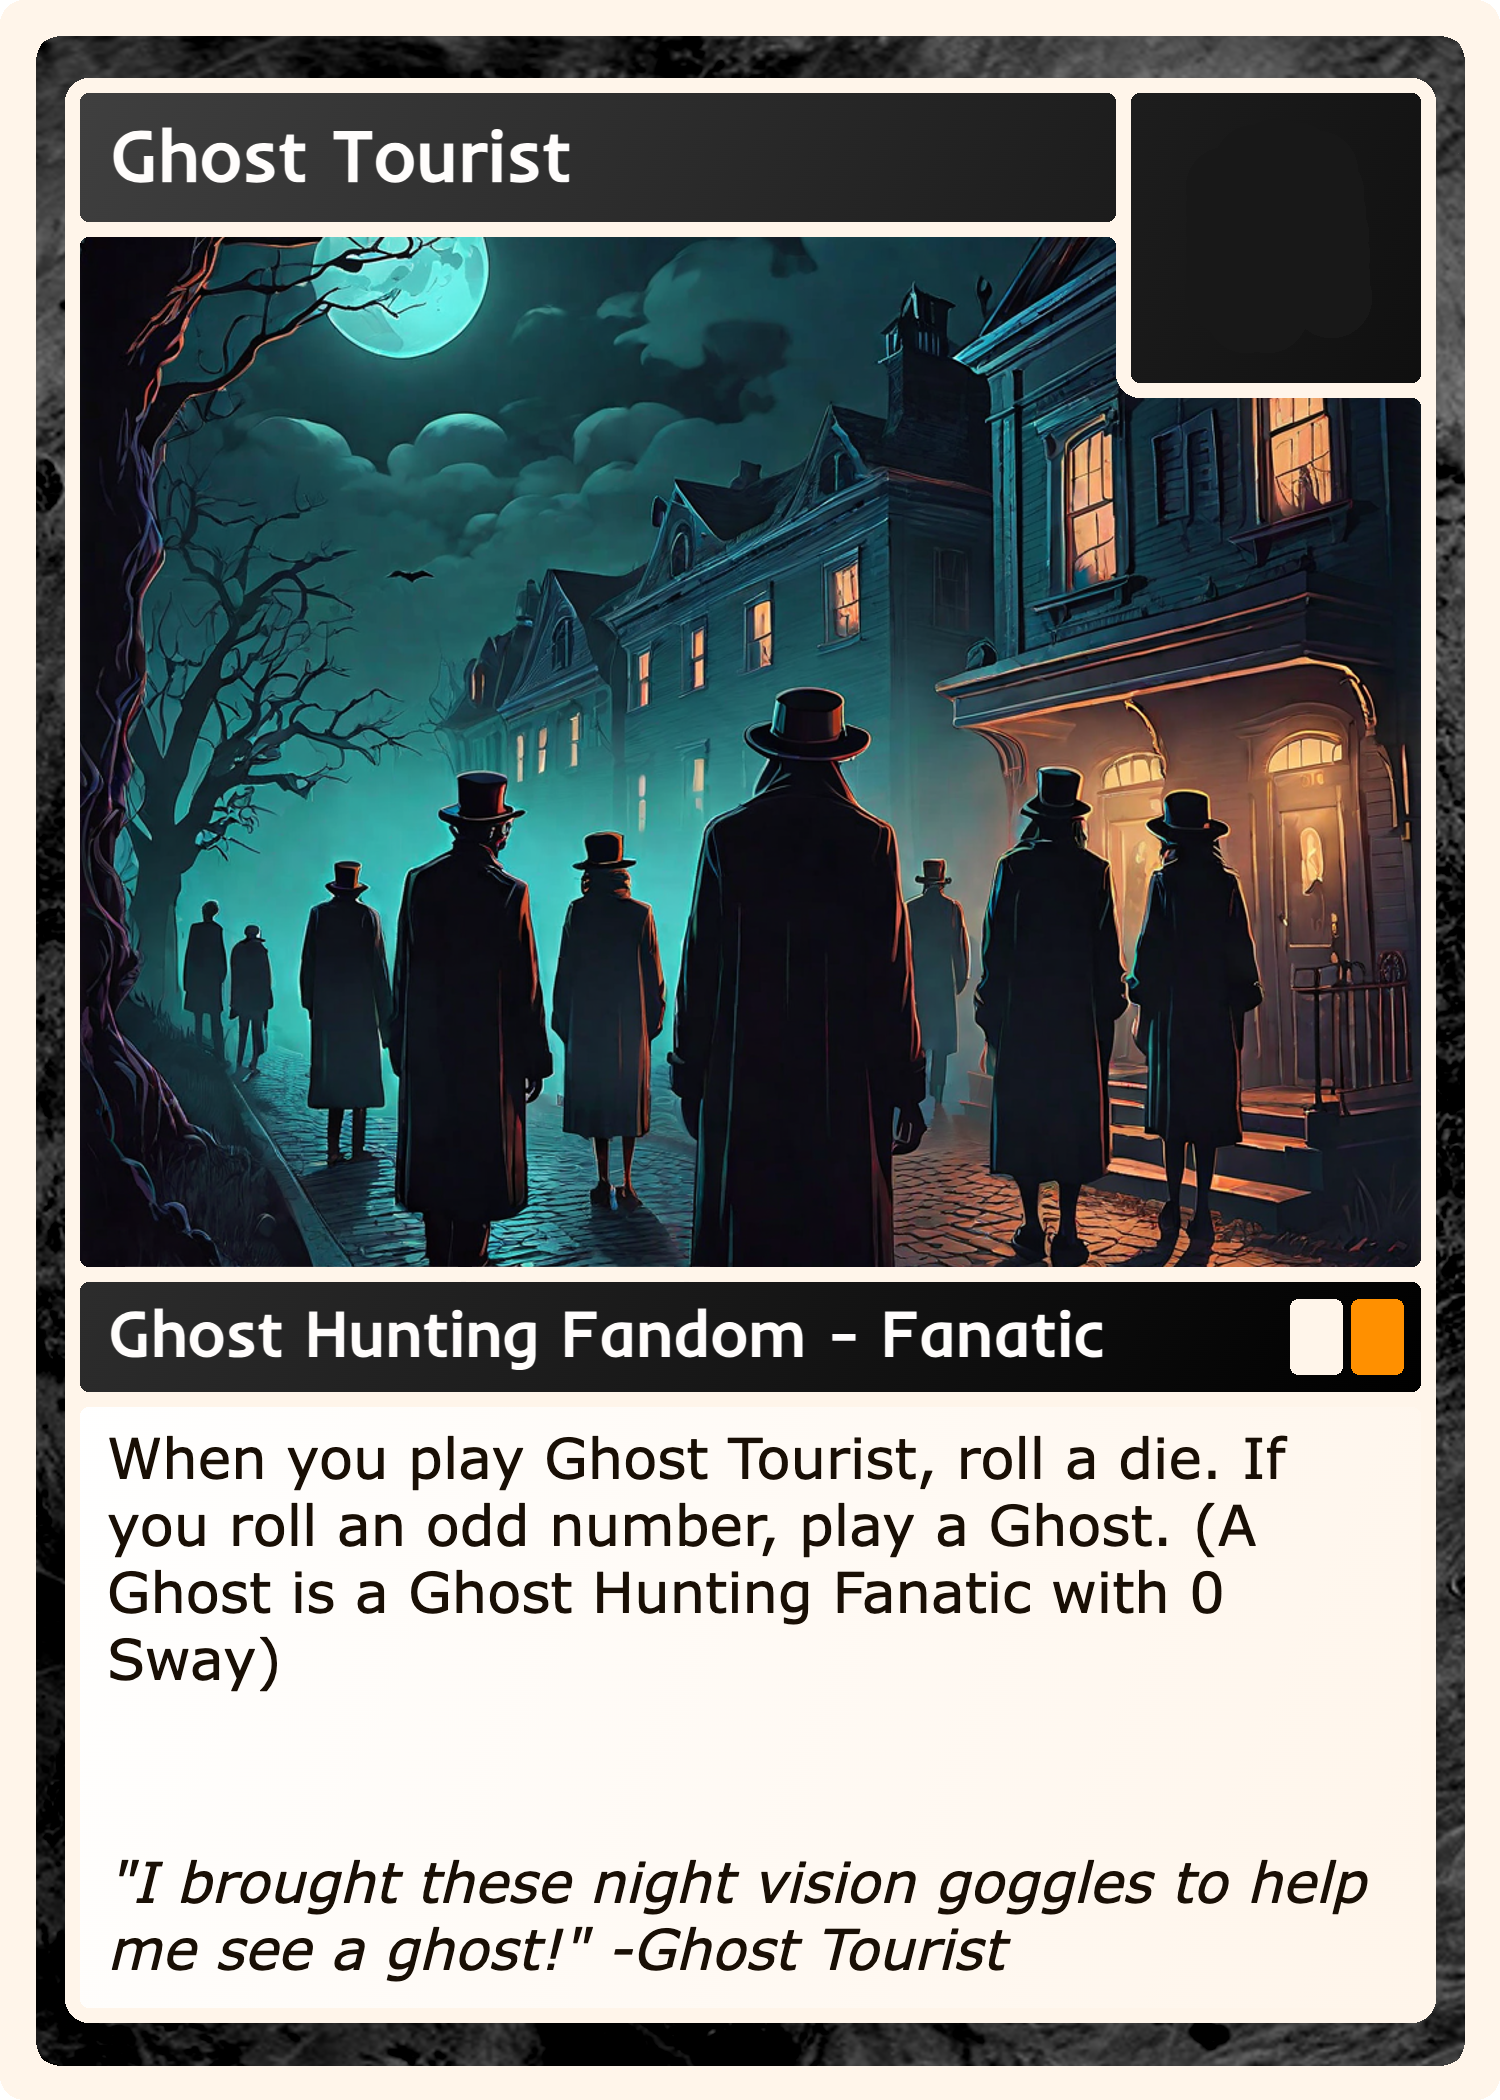 Ghost Tourist
Ghost Hunting Fandom - Fanatic
When you play Ghost Tourist, roll a die. If
you roll an odd number, play a Ghost. (A
Ghost is a Ghost Hunting Fanatic with 0
Sway)
"I brought these night vision goggles to help
me see a ghost!" -Ghost Tourist